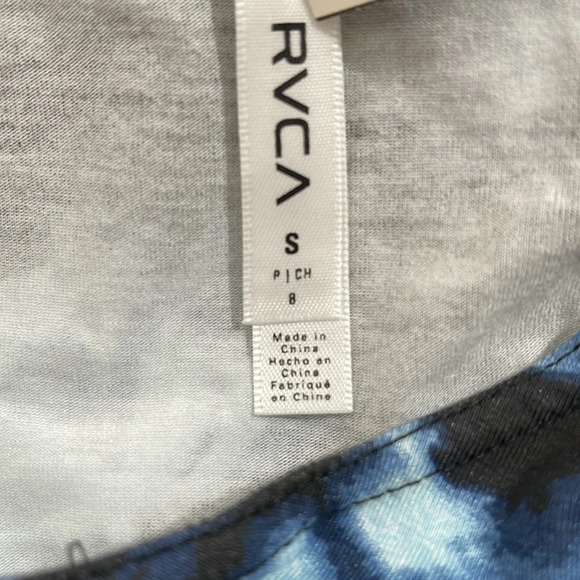 RVCA
S
P | CH
8
Made in
China
Hecho en
China
Fabriqué
en Chine